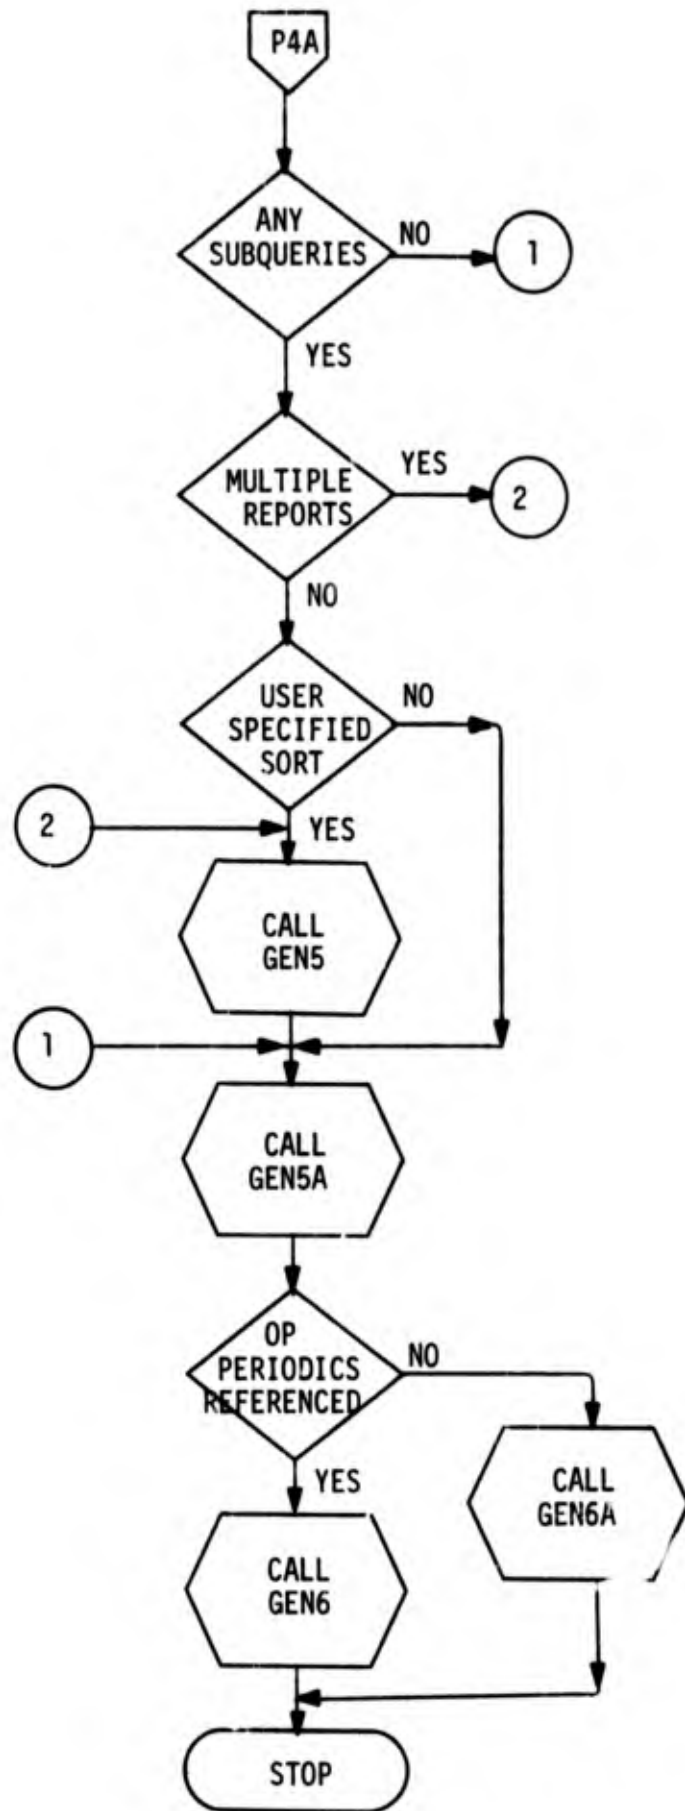 P4A
ANY
SUBQUERIES
NO
1
YES
MULTIPLE
REPORTS
YES
2
NO
USER
SPECIFIED
SORT
NO
2
YES
CALL
GEN5
1
CALL
GEN5A
OP
PERIODICS
REFERENCED
NO
YES
CALL
GEN6A
CALL
GEN6
STOP